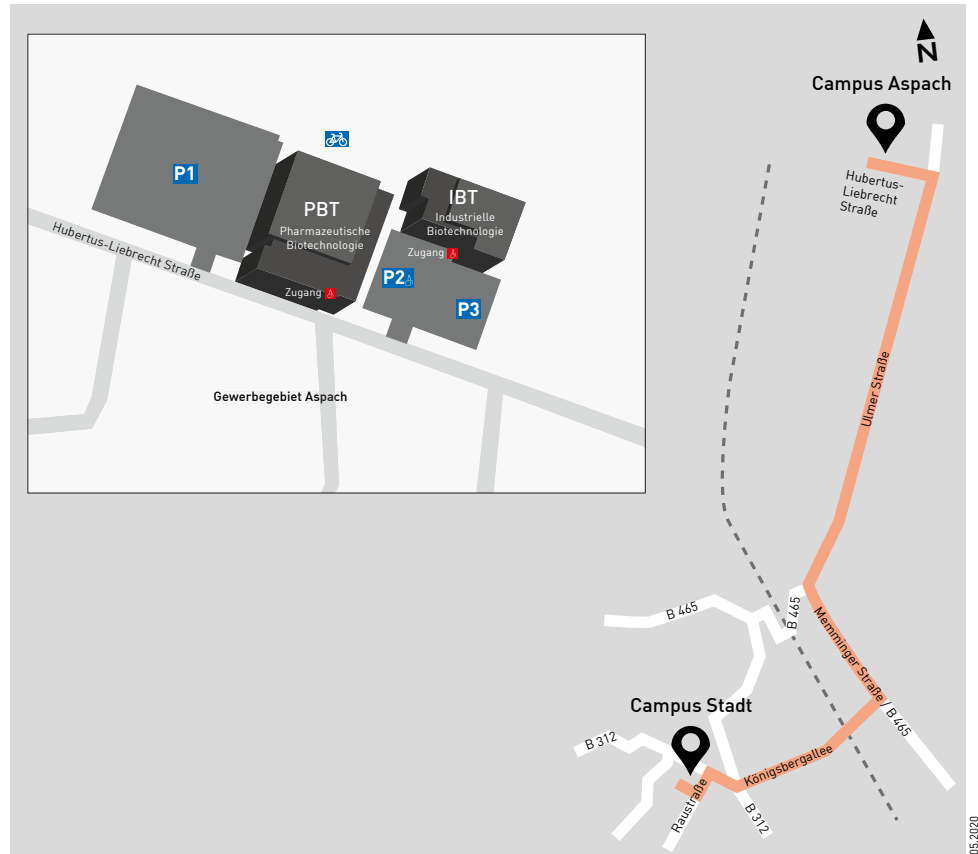 N
Campus Aspach
Hubertus-
Liebrecht
Straße
P1
PBT
Pharmazeutische
Biotechnologie
IBT
Industrielle
Biotechnologie
Hubertus-Liebrecht Straße
Zugang
P2
Zugang
P3
Gewerbegebiet Aspach
Ulmer Straße
B 465
B 465
Memminger Straße
/ B 465
Campus Stadt
B 312
Königsbergallee
Raustraße
B 312
05.2020